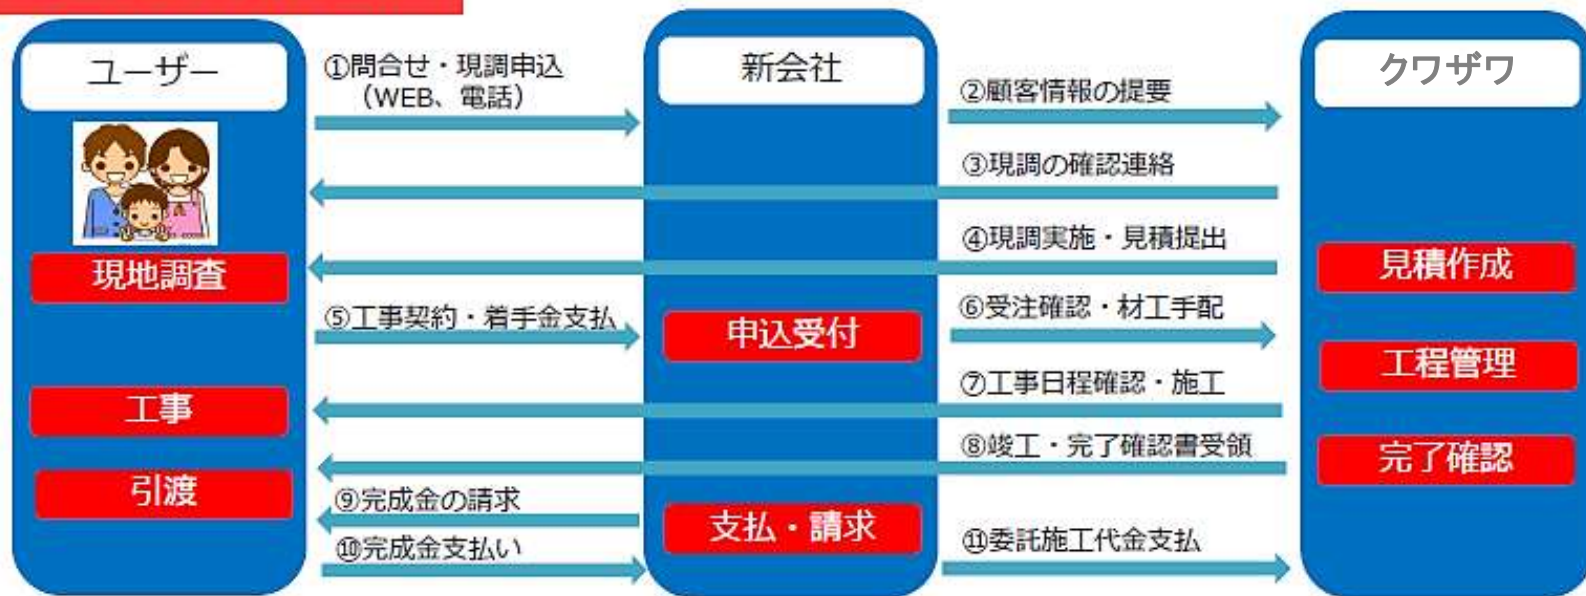 ユーザー
新会社
クワザワ
①問合せ・現調申込
（WEB、電話）
②顧客情報の提要
③現調の確認連絡
④現調実施・見積提出
現地調査
見積作成
⑤工事契約・着手金支払
申込受付
⑥受注確認・材工手配
工程管理
⑦工事日程確認・施工
工事
⑧竣工・完了確認書受領
完了確認
引渡
⑨完成金の請求
支払・請求
⑩完成金支払い
⑪委託施工代金支払